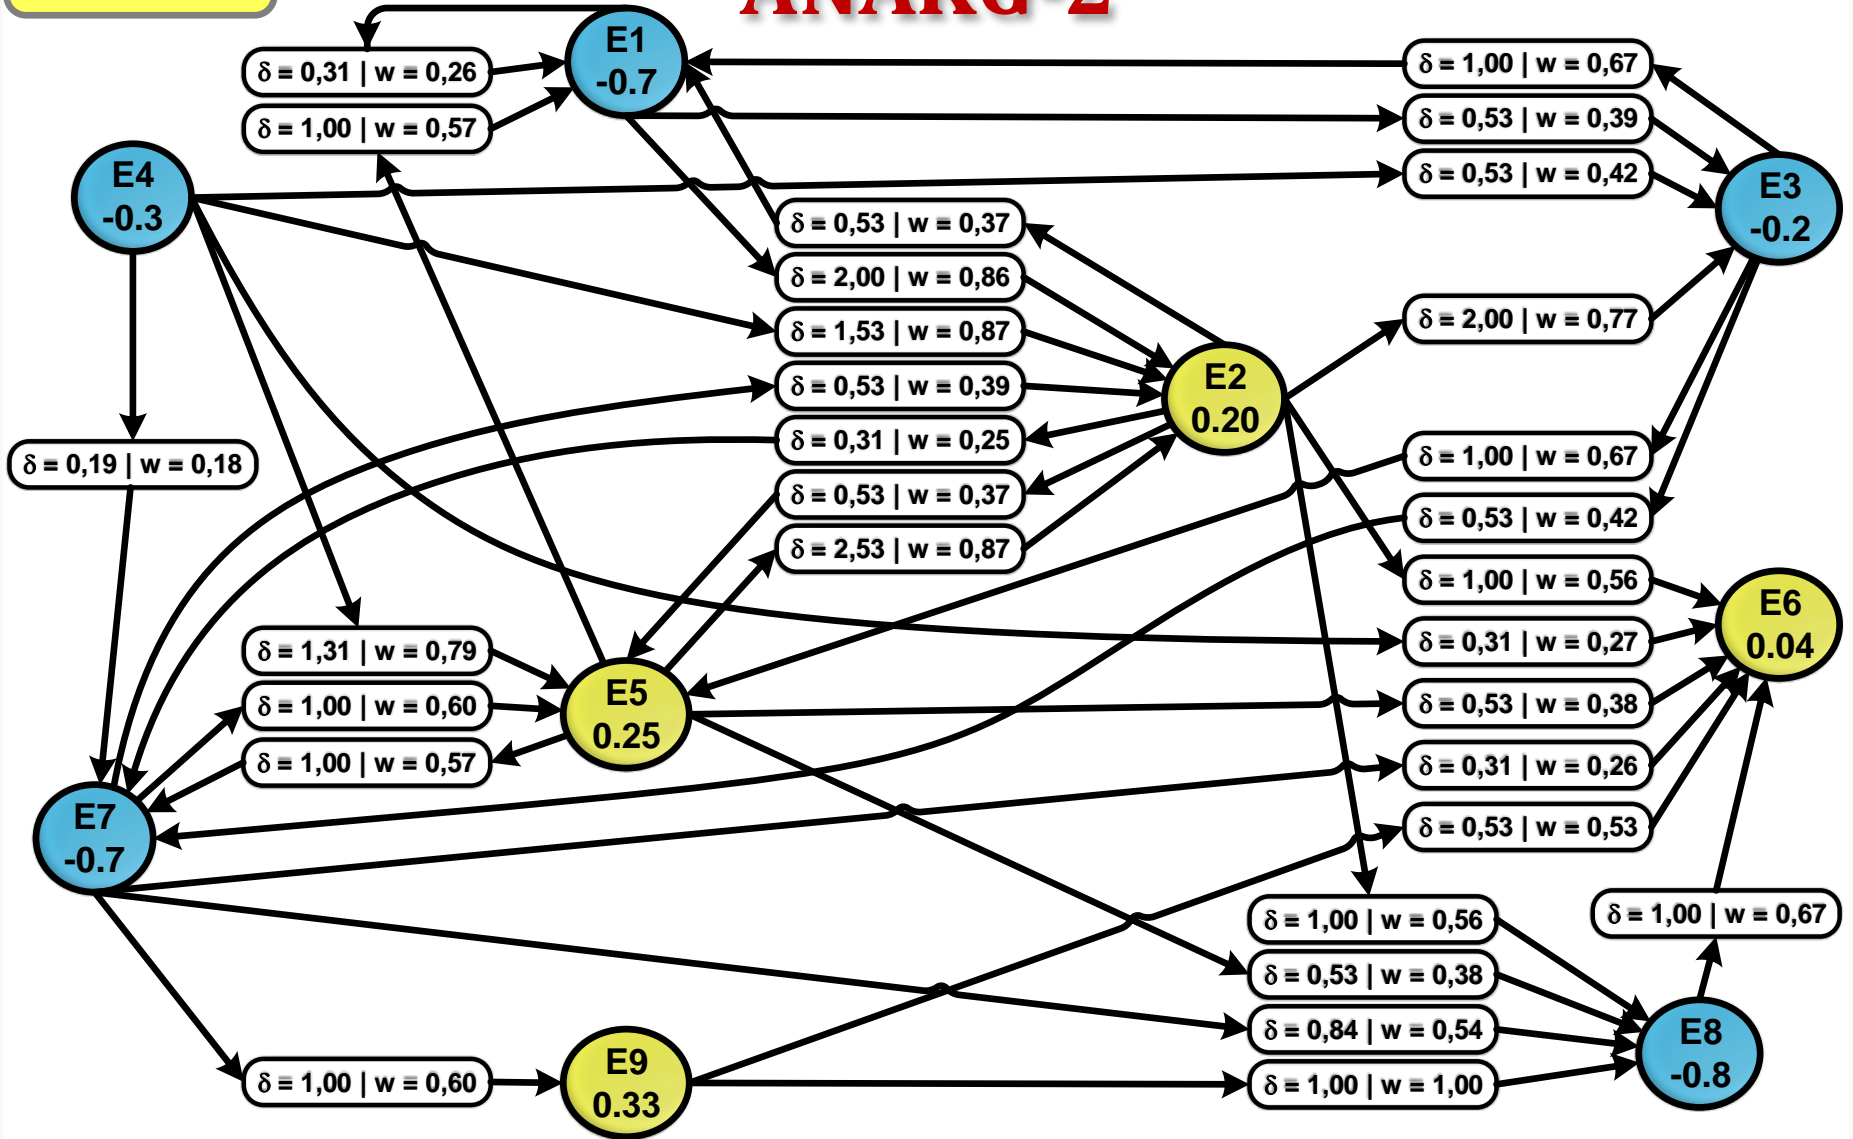 ANAKG-2
E1
-0.7
δ = 0,31 | w = 0,26
δ = 1,00 | w = 0,57
δ = 1,00 | w = 0,67
δ = 0,53 | w = 0,39
δ = 0,53 | w = 0,42
E4
-0.3
E3
-0.2
δ = 0,53 | w = 0,37
δ = 2,00 | w = 0,86
δ = 1,53 | w = 0,87
δ = 0,53 | w = 0,39
δ = 0,31 | w = 0,25
δ = 0,53 | w = 0,37
δ = 2,53 | w = 0,87
E2
0.20
δ = 2,00 | w = 0,77
δ = 0,19 | w = 0,18
δ = 1,00 | w = 0,67
δ = 0,53 | w = 0,42
δ = 1,00 | w = 0,56
δ = 0,31 | w = 0,27
δ = 0,53 | w = 0,38
δ = 0,31 | w = 0,26
δ = 0,53 | w = 0,53
E6
0.04
δ = 1,31 | w = 0,79
δ = 1,00 | w = 0,60
δ = 1,00 | w = 0,57
E5
0.25
E7
-0.7
δ = 1,00 | w = 0,56
δ = 0,53 | w = 0,38
δ = 0,84 | w = 0,54
δ = 1,00 | w = 1,00
δ = 1,00 | w = 0,67
E8
-0.8
δ = 1,00 | w = 0,60
E9
0.33